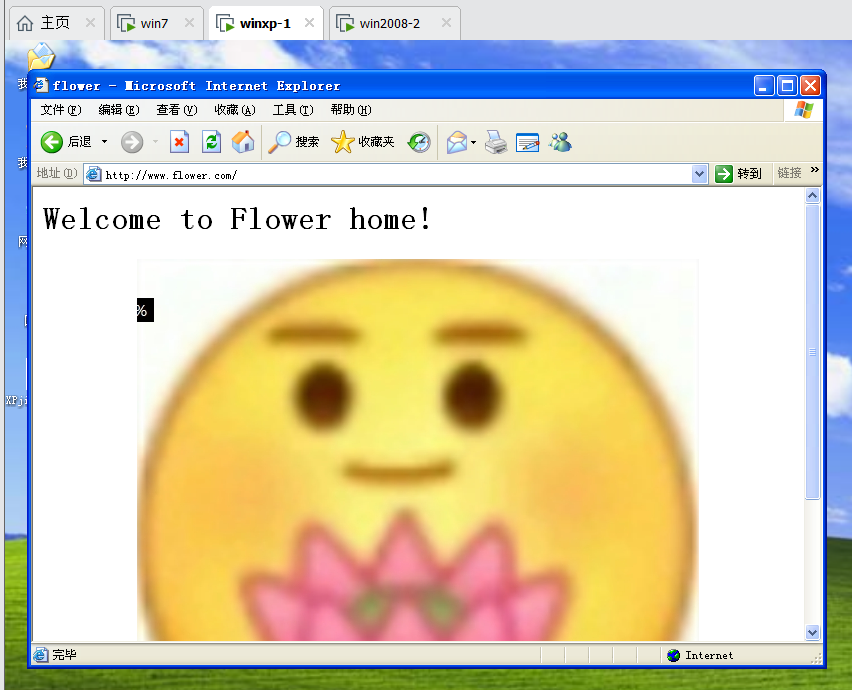 主页 win7 winxp-1 win2008-2
flower - Microsoft Internet Explorer
文件(F) 编辑(E) 查看(V) 收藏(A) 工具(T) 帮助(H)
后退 搜索 收藏夹
地址(D) http://www.flower.com/ 转到 链接 »
Welcome to Flower home!
%
完毕 Internet